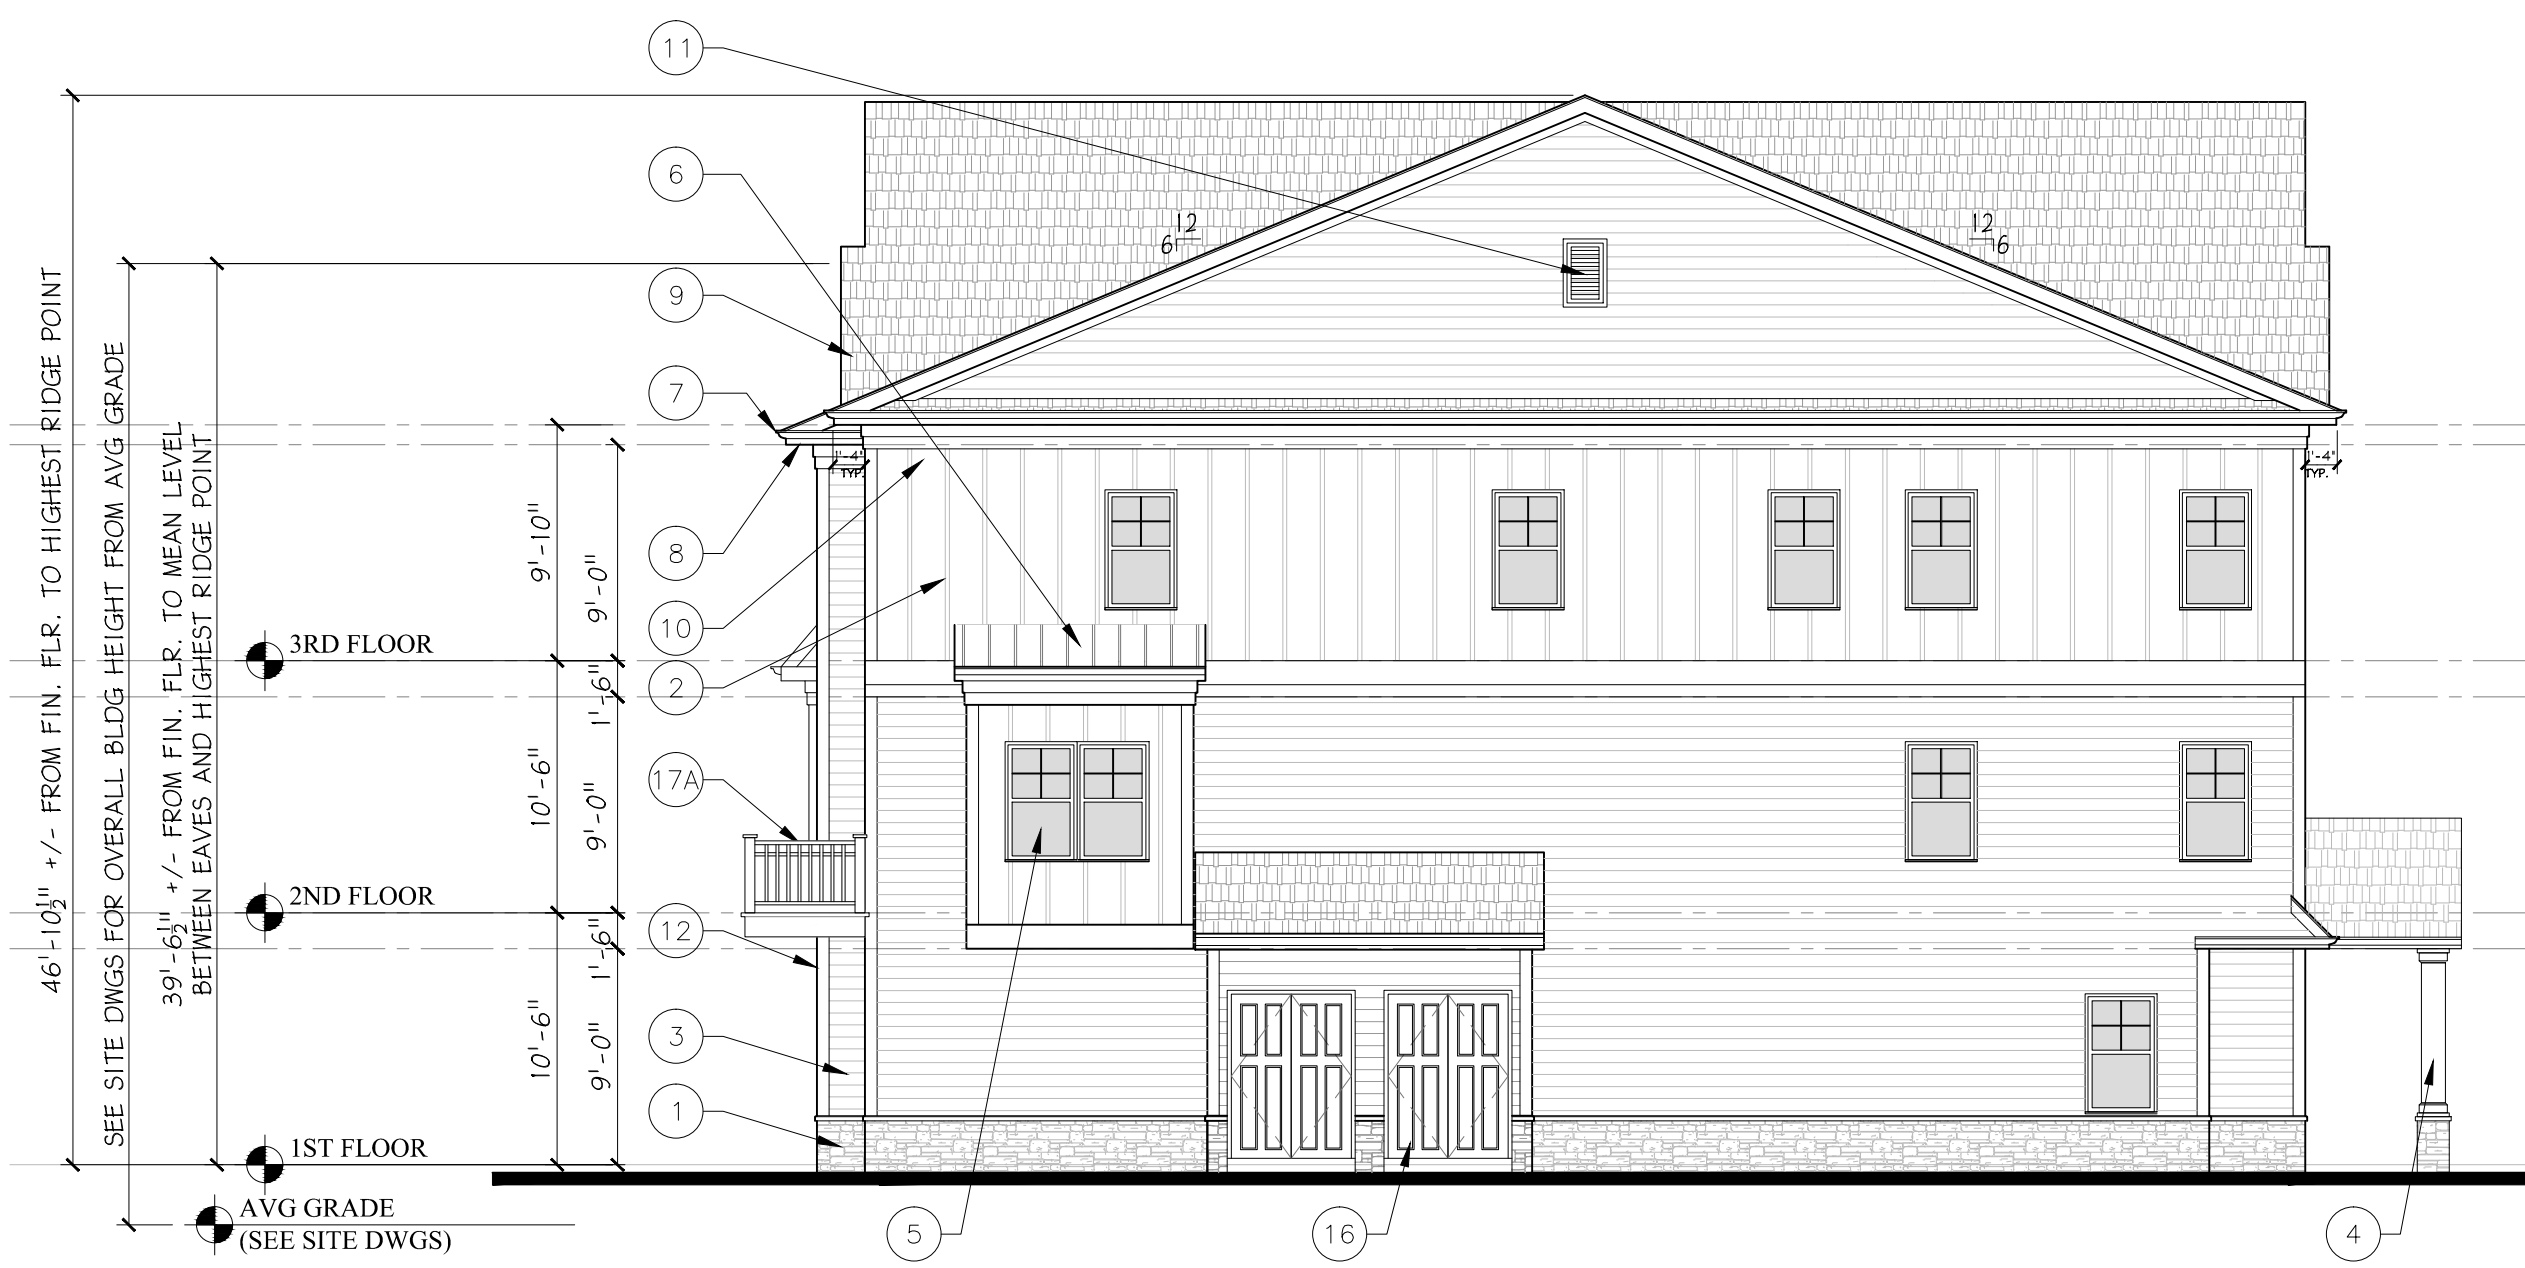 11
6
9
7
8
10
2
17A
12
3
1
5
16
4
12
6
12
6
1'-4"
TYP.
1'-4"
TYP.
46'-10½" +/- FROM FIN. FLR. TO HIGHEST RIDGE POINT
SEE SITE DWGS FOR OVERALL BLDG HEIGHT FROM AVG GRADE
39'-6½" +/- FROM FIN. FLR. TO MEAN LEVEL
BETWEEN EAVES AND HIGHEST RIDGE POINT
9'-10"
9'-0"
1'-6"
10'-6"
9'-0"
1'-6"
10'-6"
9'-0"
3RD FLOOR
2ND FLOOR
1ST FLOOR
AVG GRADE
(SEE SITE DWGS)